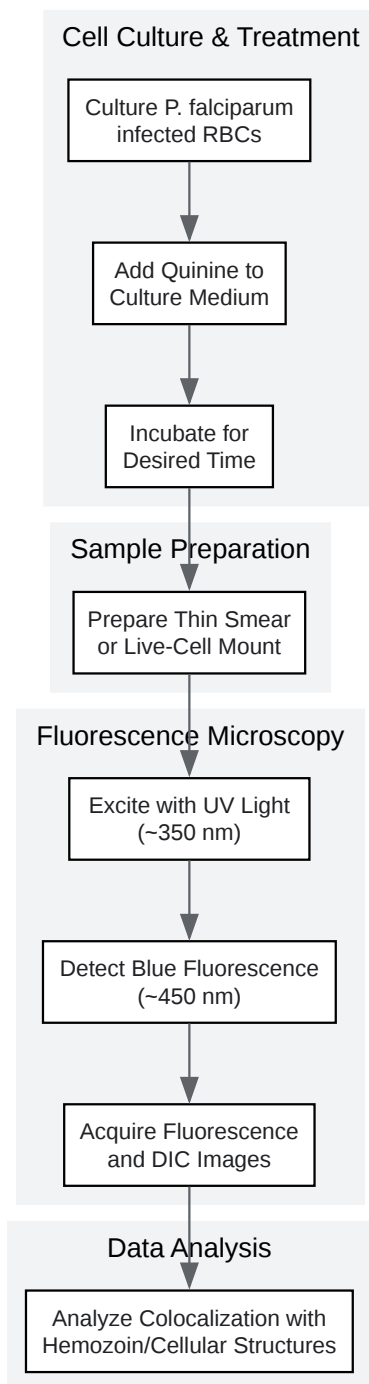 Cell Culture & Treatment
Culture P. falciparum
infected RBCs
Add Quinine to
Culture Medium
Incubate for
Desired Time
Sample Preparation
Prepare Thin Smear
or Live-Cell Mount
Fluorescence Microscopy
Excite with UV Light
(~350 nm)
Detect Blue Fluorescence
(~450 nm)
Acquire Fluorescence
and DIC Images
Data Analysis
Analyze Colocalization with
Hemozoin/Cellular Structures